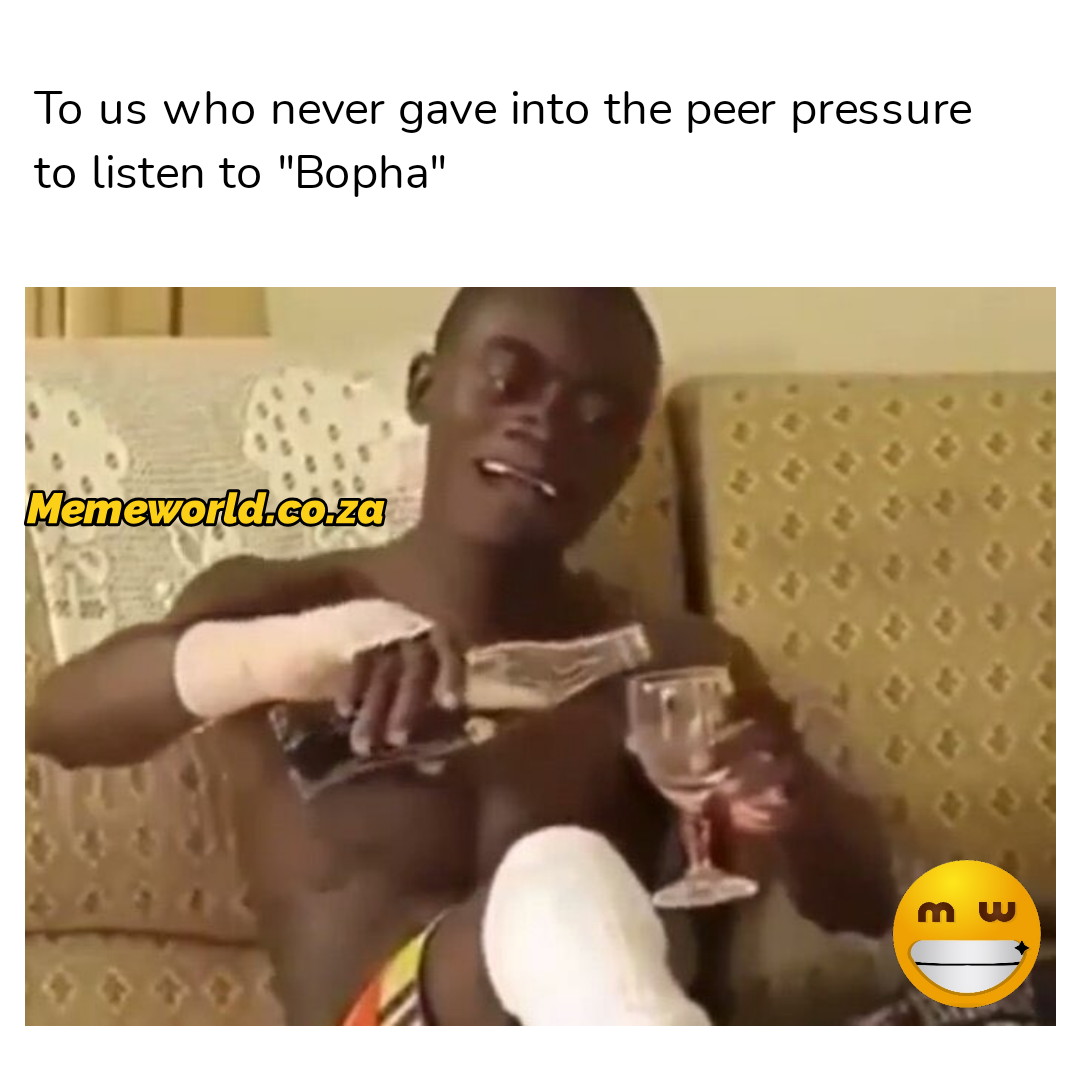 To us who never gave into the peer pressure
to listen to "Bopha"
Memeworld.co.za
m w